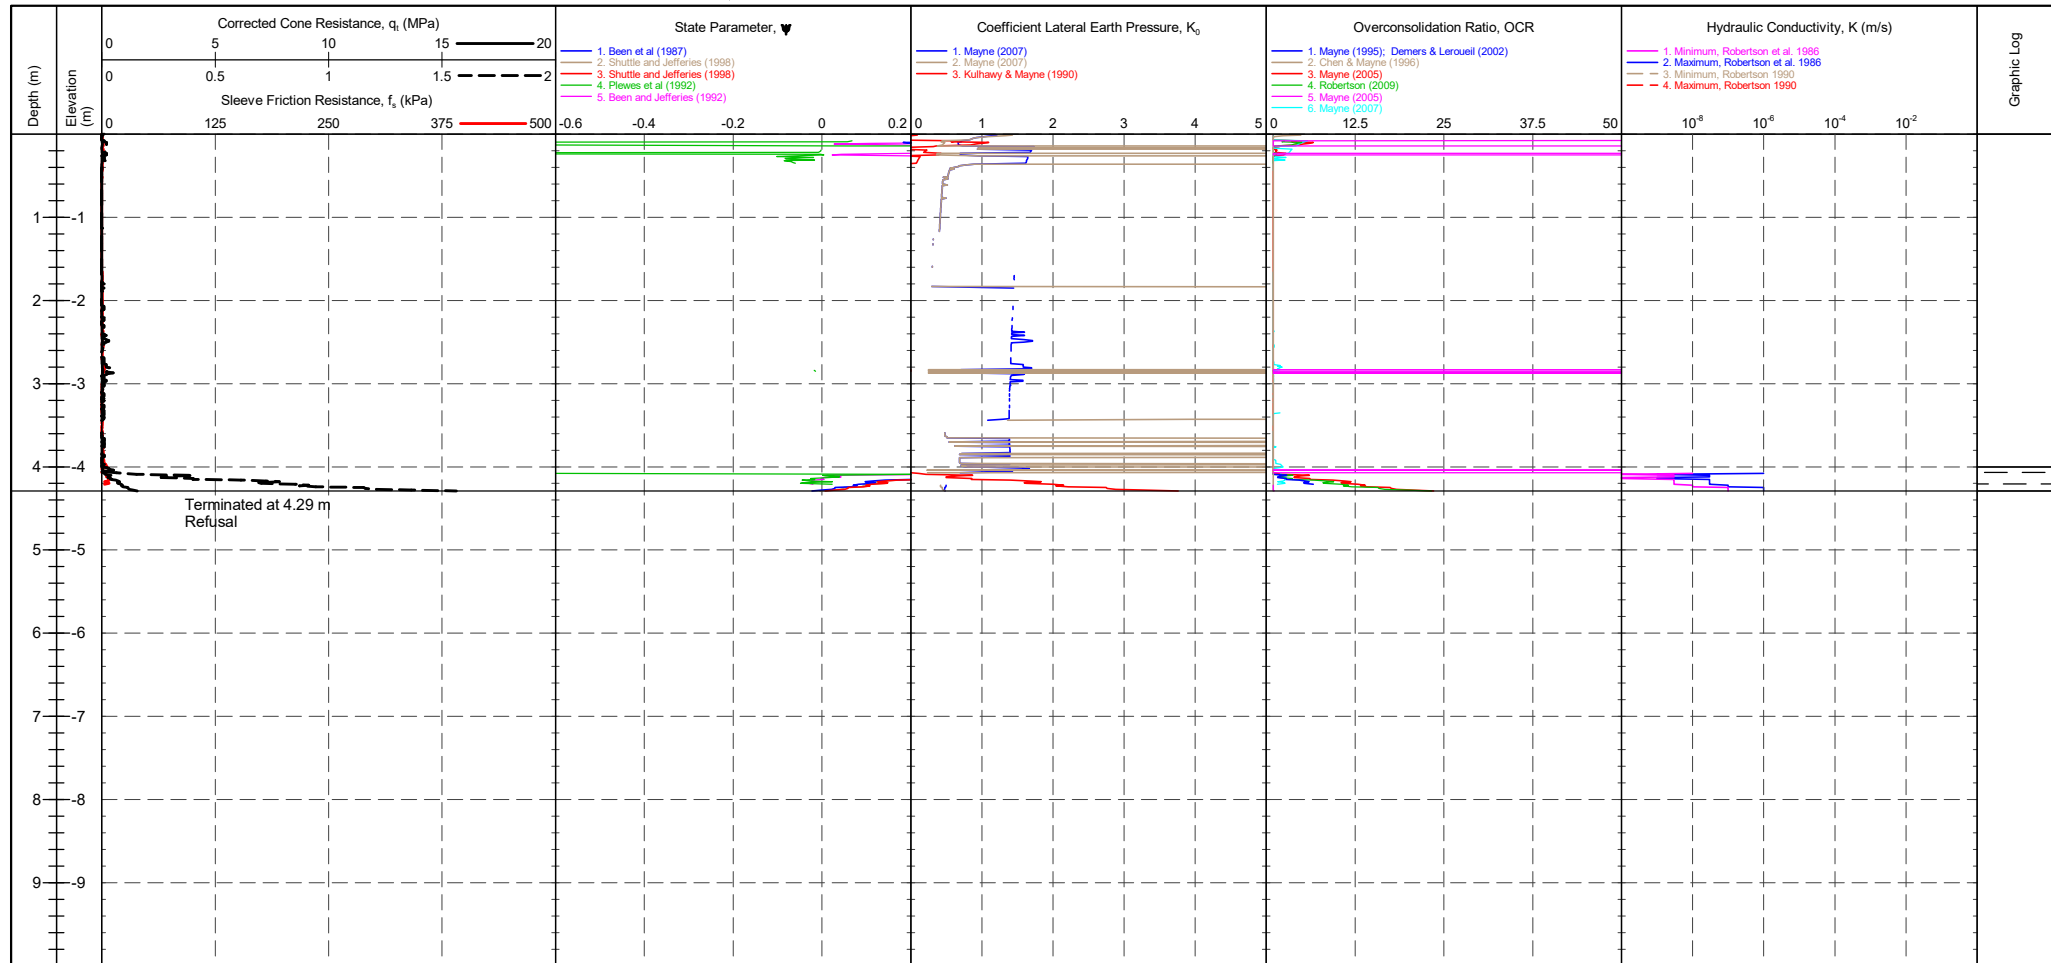 Depth (m)
Elevation (m)
Corrected Cone Resistance, qt (MPa)
0 5 10 15 20
0 0.5 1 1.5 2
Sleeve Friction Resistance, fs (kPa)
0 125 250 375 500
State Parameter, ψ
1. Been et al (1987)
2. Shuttle and Jefferies (1998)
3. Shuttle and Jefferies (1998)
4. Plewes et al (1992)
5. Been and Jefferies (1992)
-0.6 -0.4 -0.2 0 0.2
Coefficient Lateral Earth Pressure, K0
1. Mayne (2007)
2. Mayne (2007)
3. Kulhawy & Mayne (1990)
0 1 2 3 4 5
Overconsolidation Ratio, OCR
1. Mayne (1995); Demers & Leroueil (2002)
2. Chen & Mayne (1996)
3. Mayne (2005)
4. Robertson (2009)
5. Mayne (2005)
6. Mayne (2007)
0 12.5 25 37.5 50
Hydraulic Conductivity, K (m/s)
1. Minimum, Robertson et al. 1986
2. Maximum, Robertson et al. 1986
3. Minimum, Robertson 1990
4. Maximum, Robertson 1990
10-8 10-6 10-4 10-2
Graphic Log
1 -1
2 -2
3 -3
4 -4
Terminated at 4.29 m
Refusal
5 -5
6 -6
7 -7
8 -8
9 -9